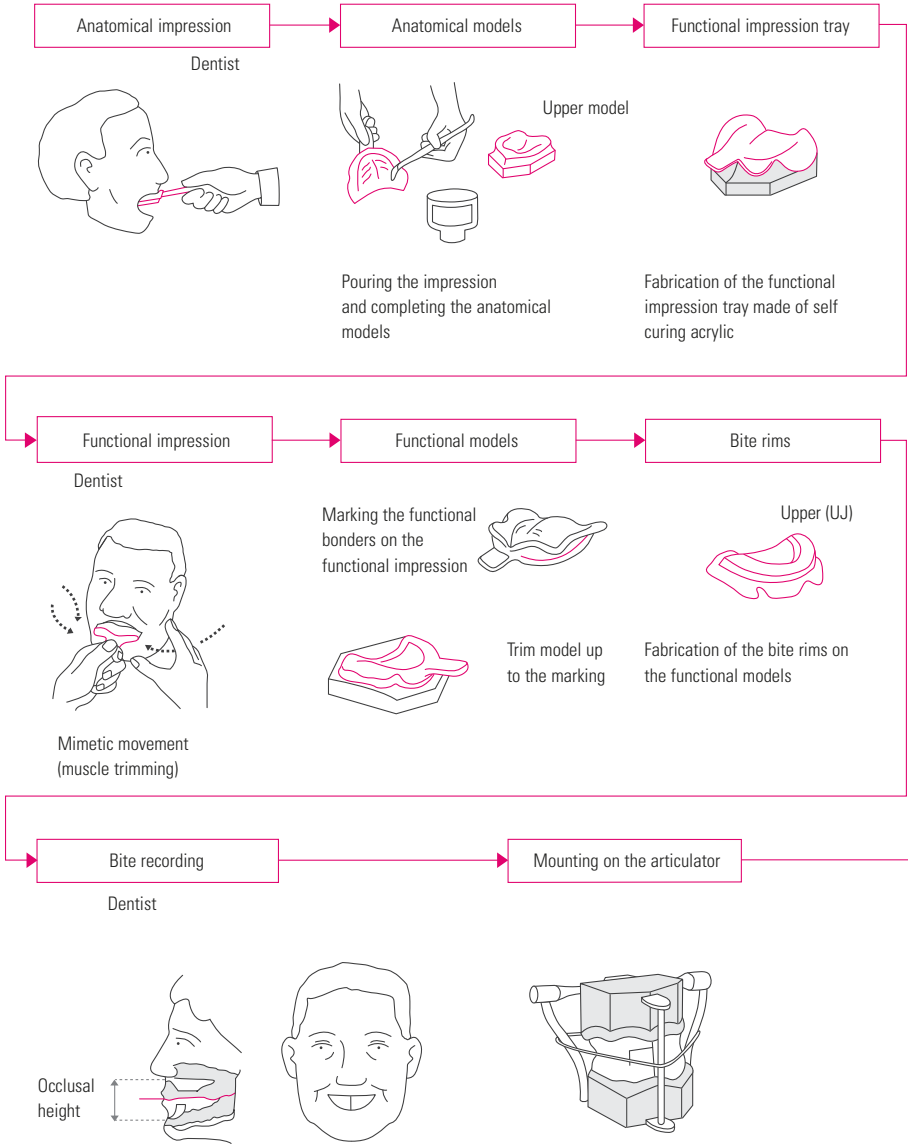 Anatomical impression
Anatomical models
Functional impression tray
Dentist
Upper model
Pouring the impression
and completing the anatomical
models
Fabrication of the functional
impression tray made of self
curing acrylic
Functional impression
Functional models
Bite rims
Dentist
Marking the functional
bonders on the
functional impression
Upper (UJ)
Trim model up
to the marking
Fabrication of the bite rims on
the functional models
Mimetic movement
(muscle trimming)
Bite recording
Mounting on the articulator
Dentist
Occlusal
height